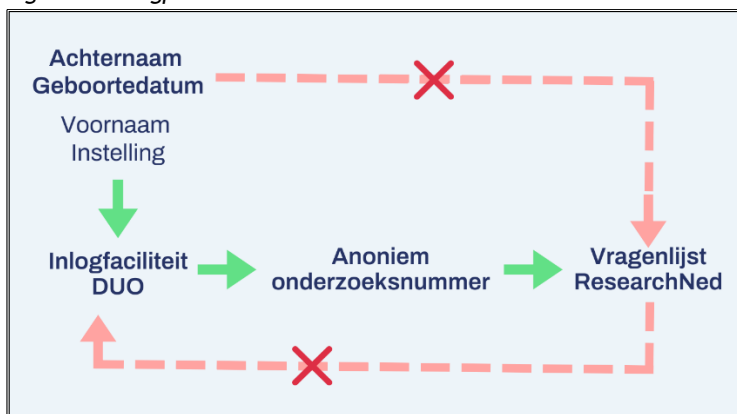 Achternaam
Geboortedatum
Voornaam
Instelling
Inlogfaciliteit
DUO
Anoniem
onderzoeksnummer
Vragenlijst
ResearchNed